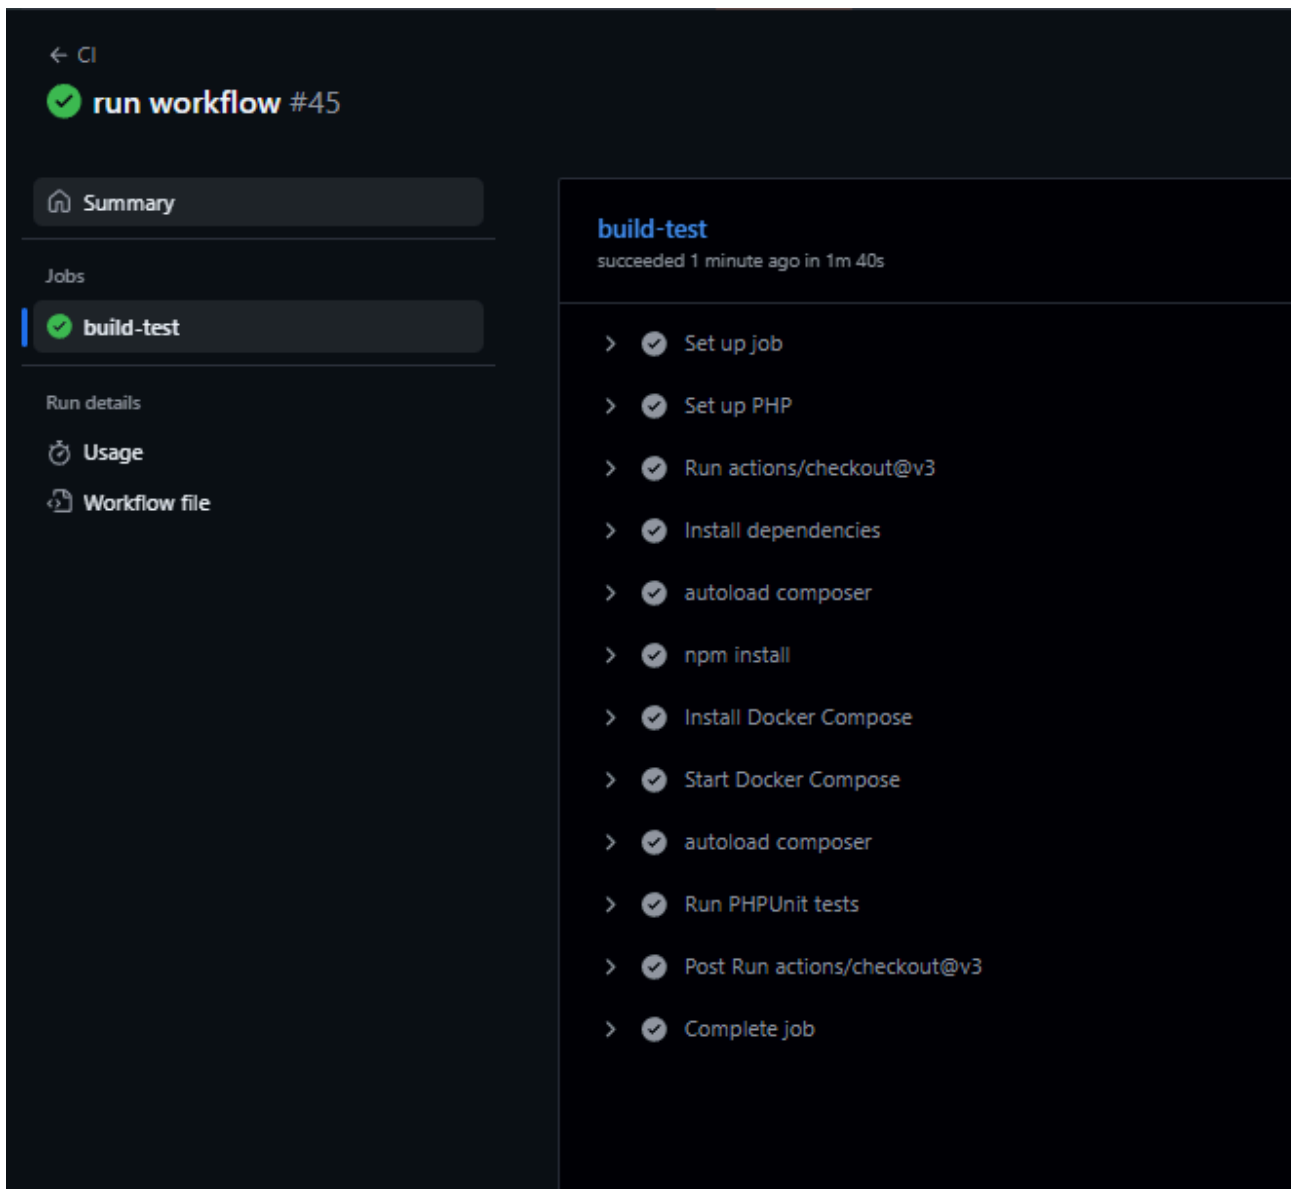 ← CI
run workflow #45
Summary
Jobs
build-test
Run details
Usage
Workflow file
build-test
succeeded 1 minute ago in 1m 40s
Set up job
Set up PHP
Run actions/checkout@v3
Install dependencies
autoload composer
npm install
Install Docker Compose
Start Docker Compose
autoload composer
Run PHPUnit tests
Post Run actions/checkout@v3
Complete job